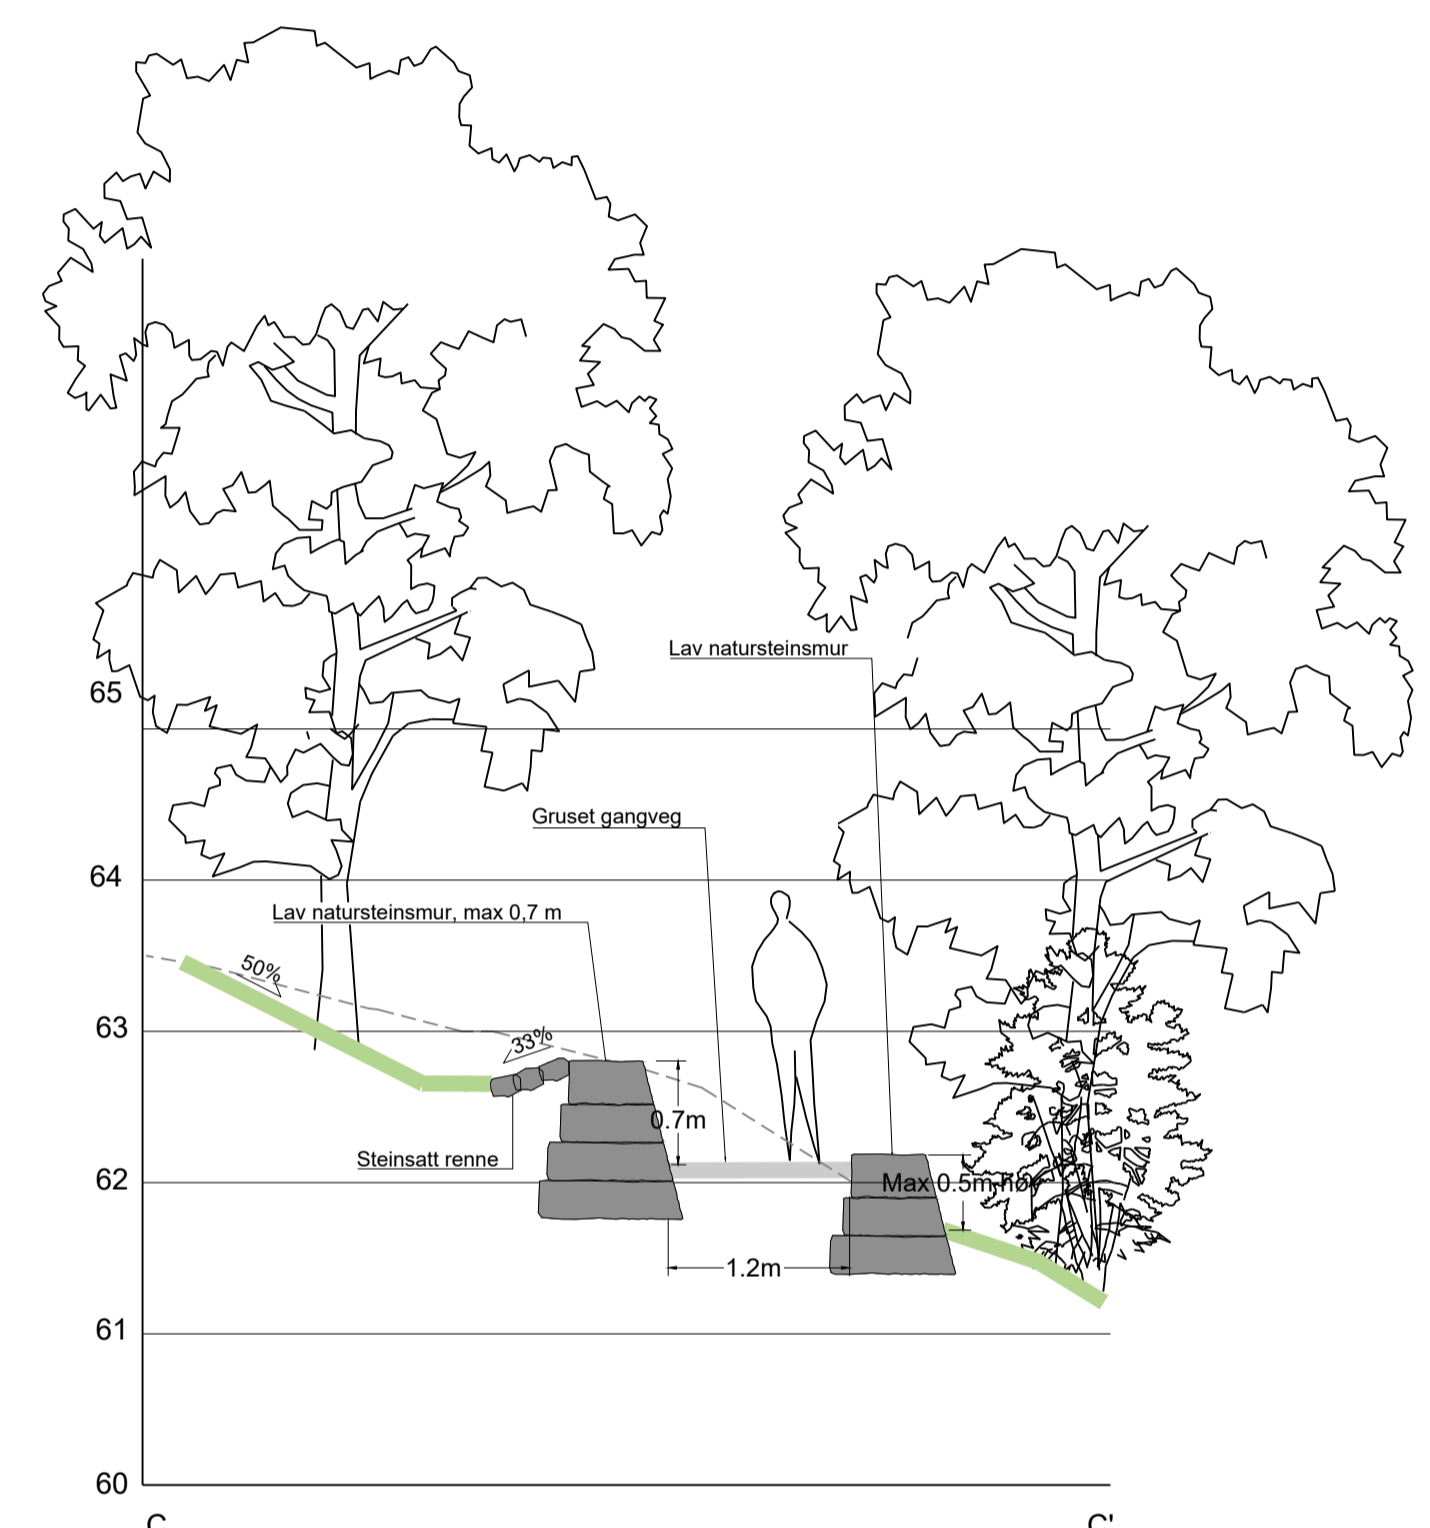 Lav natursteinsmur
65
Gruset gangveg
64
Lav natursteinsmur, max 0,7 m
50%
63
33%
0.7m
Steinsatt renne
62
Max 0.5m
1.2m
61
60
C
C'